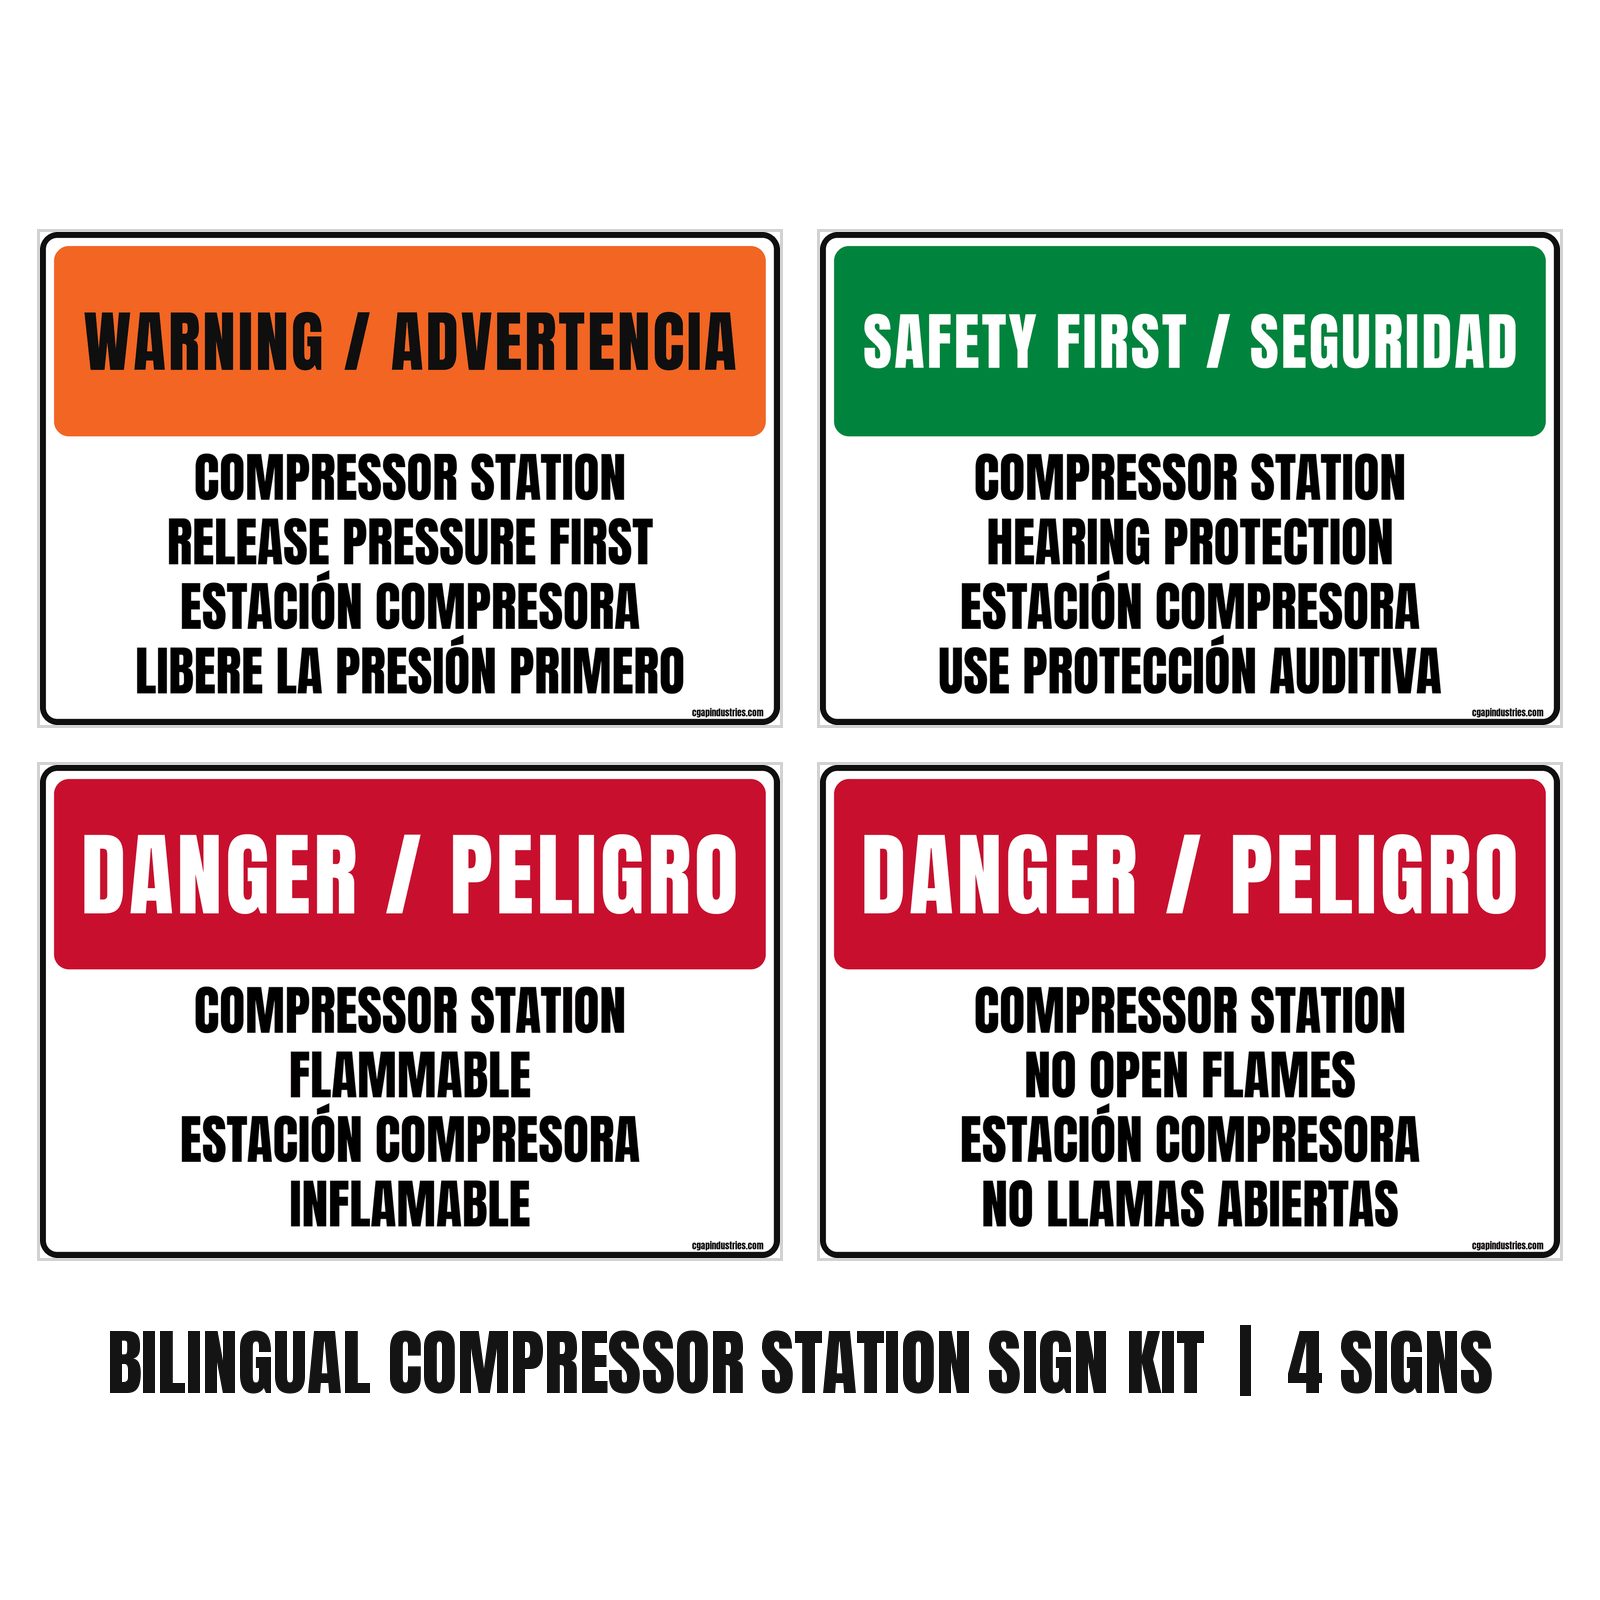 WARNING / ADVERTENCIA
COMPRESSOR STATION
RELEASE PRESSURE FIRST
ESTACIÓN COMPRESORA
LIBERE LA PRESIÓN PRIMERO
cgapindustries.com
SAFETY FIRST / SEGURIDAD
COMPRESSOR STATION
HEARING PROTECTION
ESTACIÓN COMPRESORA
USE PROTECCIÓN AUDITIVA
cgapindustries.com
DANGER / PELIGRO
COMPRESSOR STATION
FLAMMABLE
ESTACIÓN COMPRESORA
INFLAMABLE
cgapindustries.com
DANGER / PELIGRO
COMPRESSOR STATION
NO OPEN FLAMES
ESTACIÓN COMPRESORA
NO LLAMAS ABIERTAS
cgapindustries.com
BILINGUAL COMPRESSOR STATION SIGN KIT | 4 SIGNS